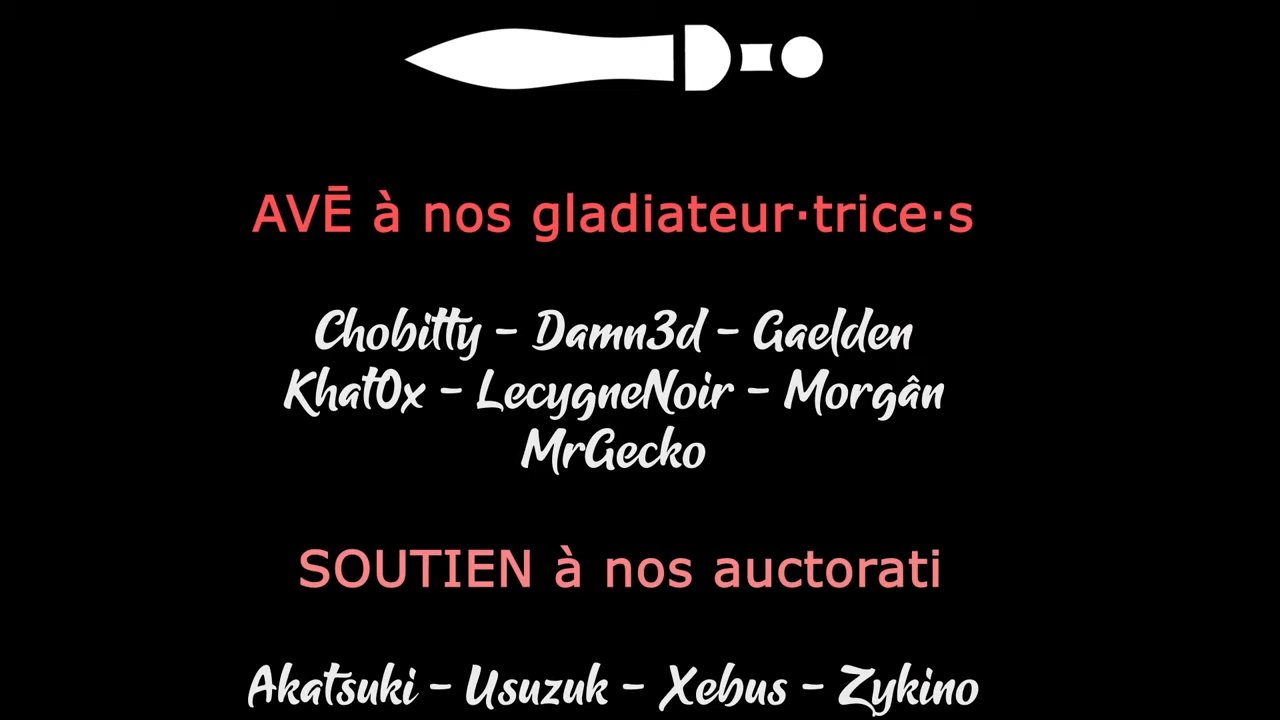 AVĒ à nos gladiateur·trice·s
Chobitty - Damn3d - Gaelden
Khat0x - LecygneNoir - Morgân
MrGecko
SOUTIEN à nos auctorati
Akatsuki - Usuzuk - Xebus - Zykino